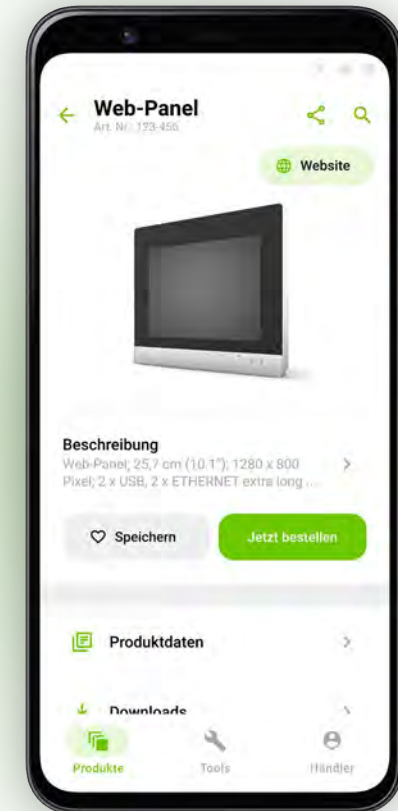 Web-Panel
Art. Nr.: 123-456
Website
Beschreibung
Web-Panel; 25,7 cm (10.1"); 1280 x 800
Pixel; 2 x USB, 2 x ETHERNET extra long ...
Speichern
Jetzt bestellen
Produktdaten
Downloads
Produkte
Tools
Händler